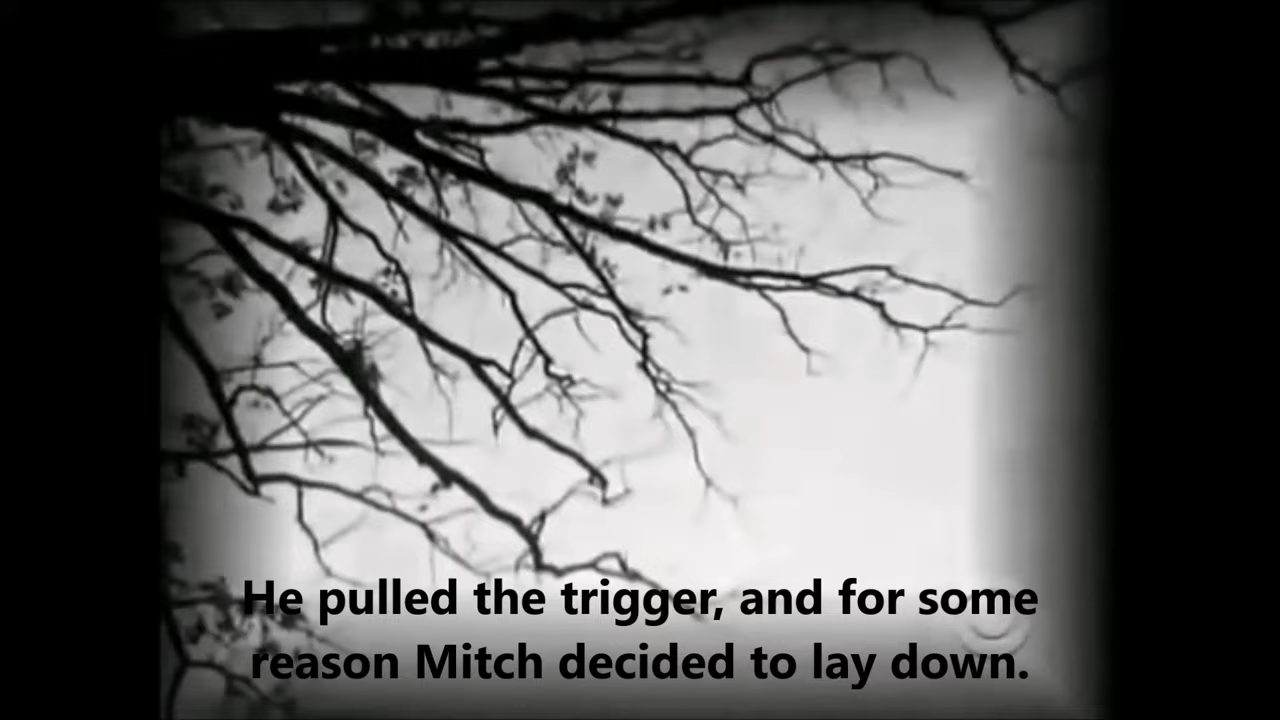 He pulled the trigger, and for some
reason Mitch decided to lay down.